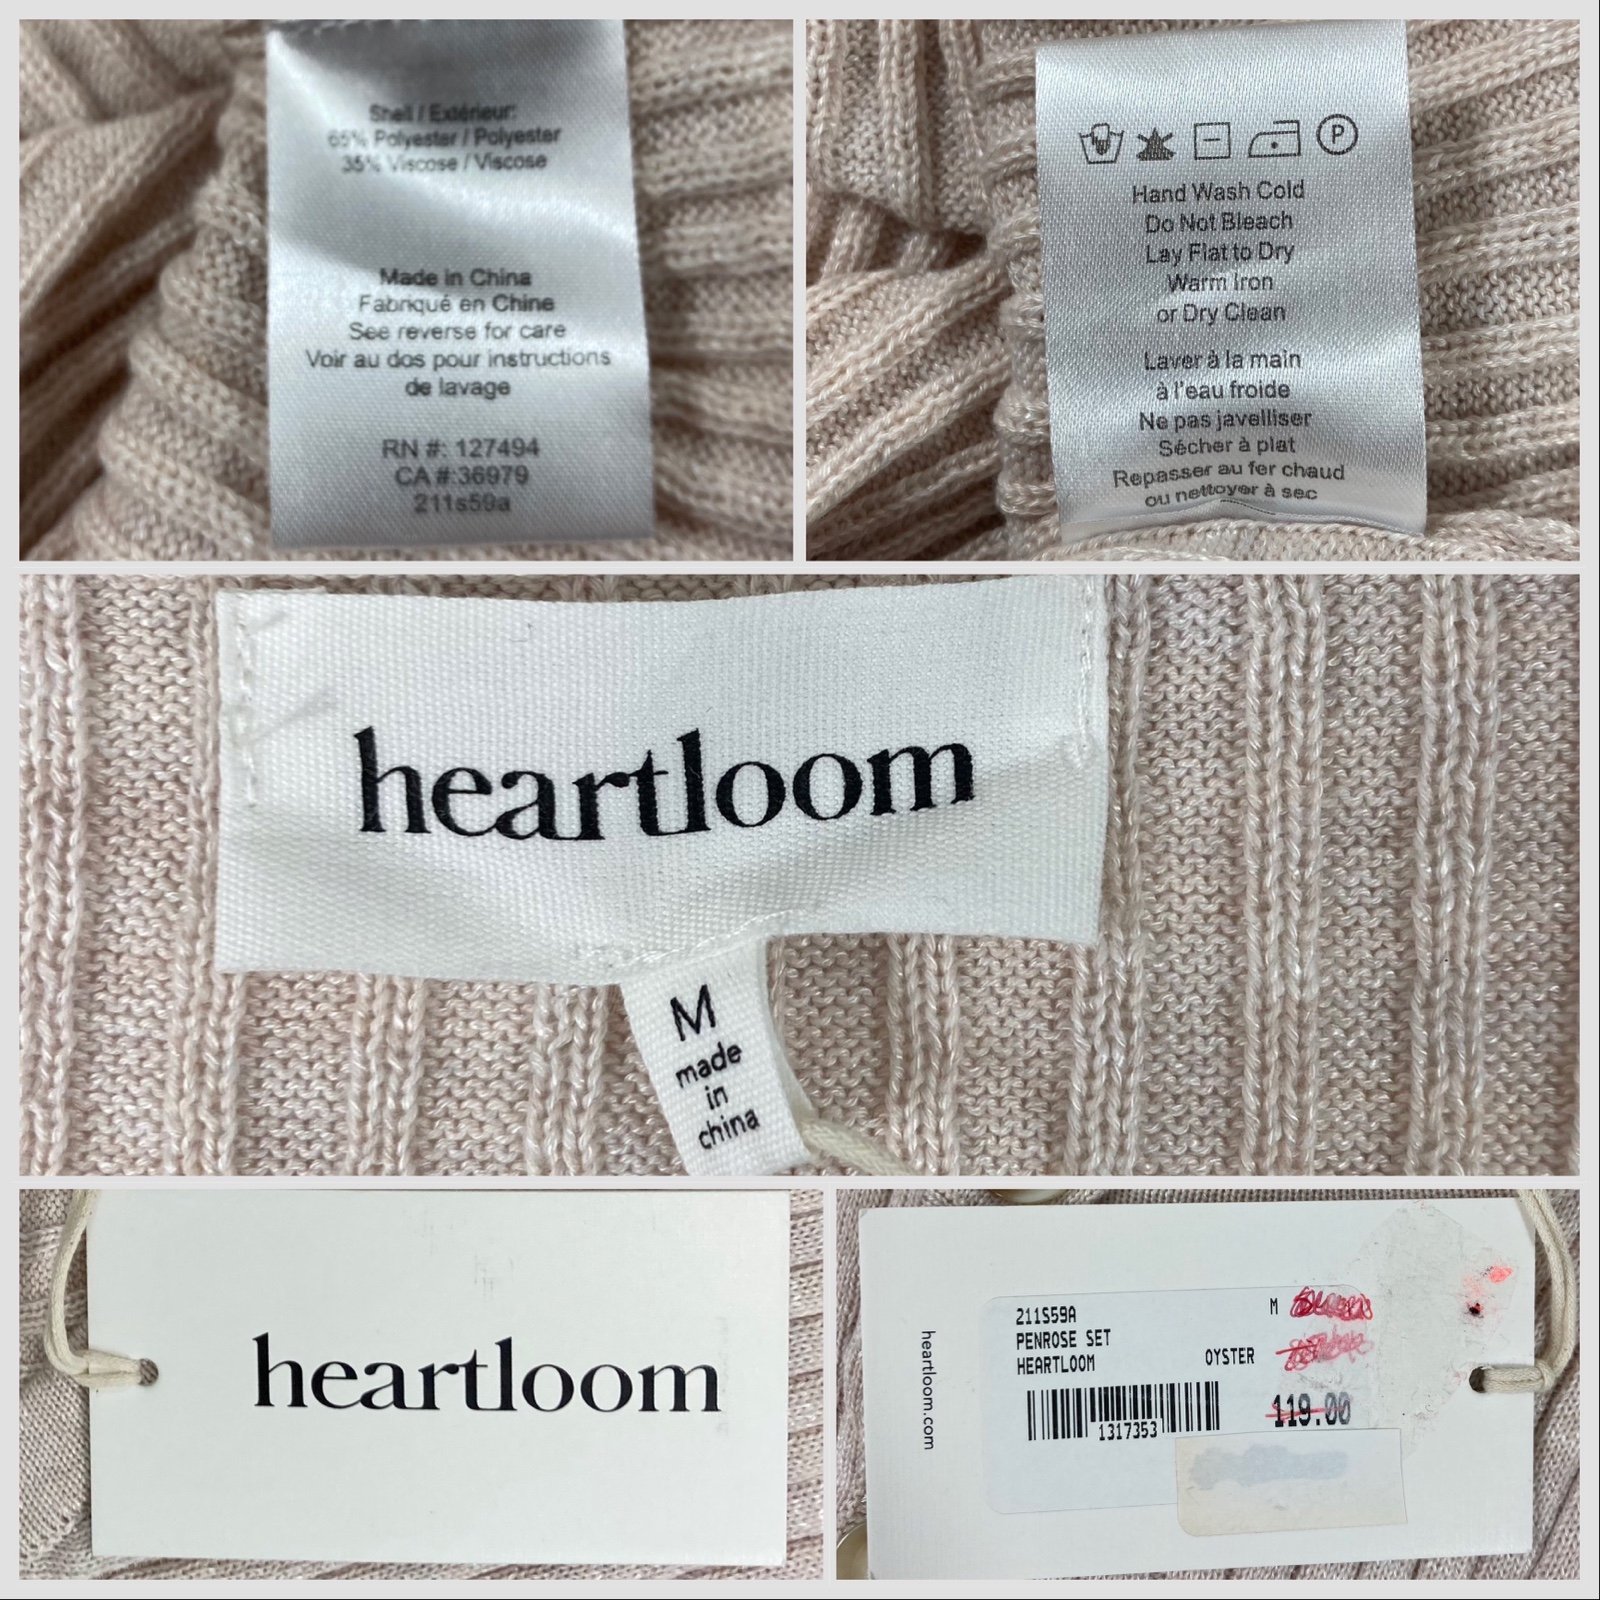 Shell / Extérieur:
65% Polyester / Polyester
35% Viscose / Viscose
Made in China
Fabriqué en Chine
See reverse for care
Voir au dos pour instructions
de lavage
RN #: 127494
CA #:36979
211s59a
P
Hand Wash Cold
Do Not Bleach
Lay Flat to Dry
Warm Iron
or Dry Clean
Laver à la main
à l'eau froide
Ne pas javelliser
Sécher à plat
Repasser au fer chaud
ou nettoyer à sec
heartloom
M
made
in
china
heartloom
heartloom.com
211S59A M
PENROSE SET
HEARTLOOM OYSTER
119.00
1317353